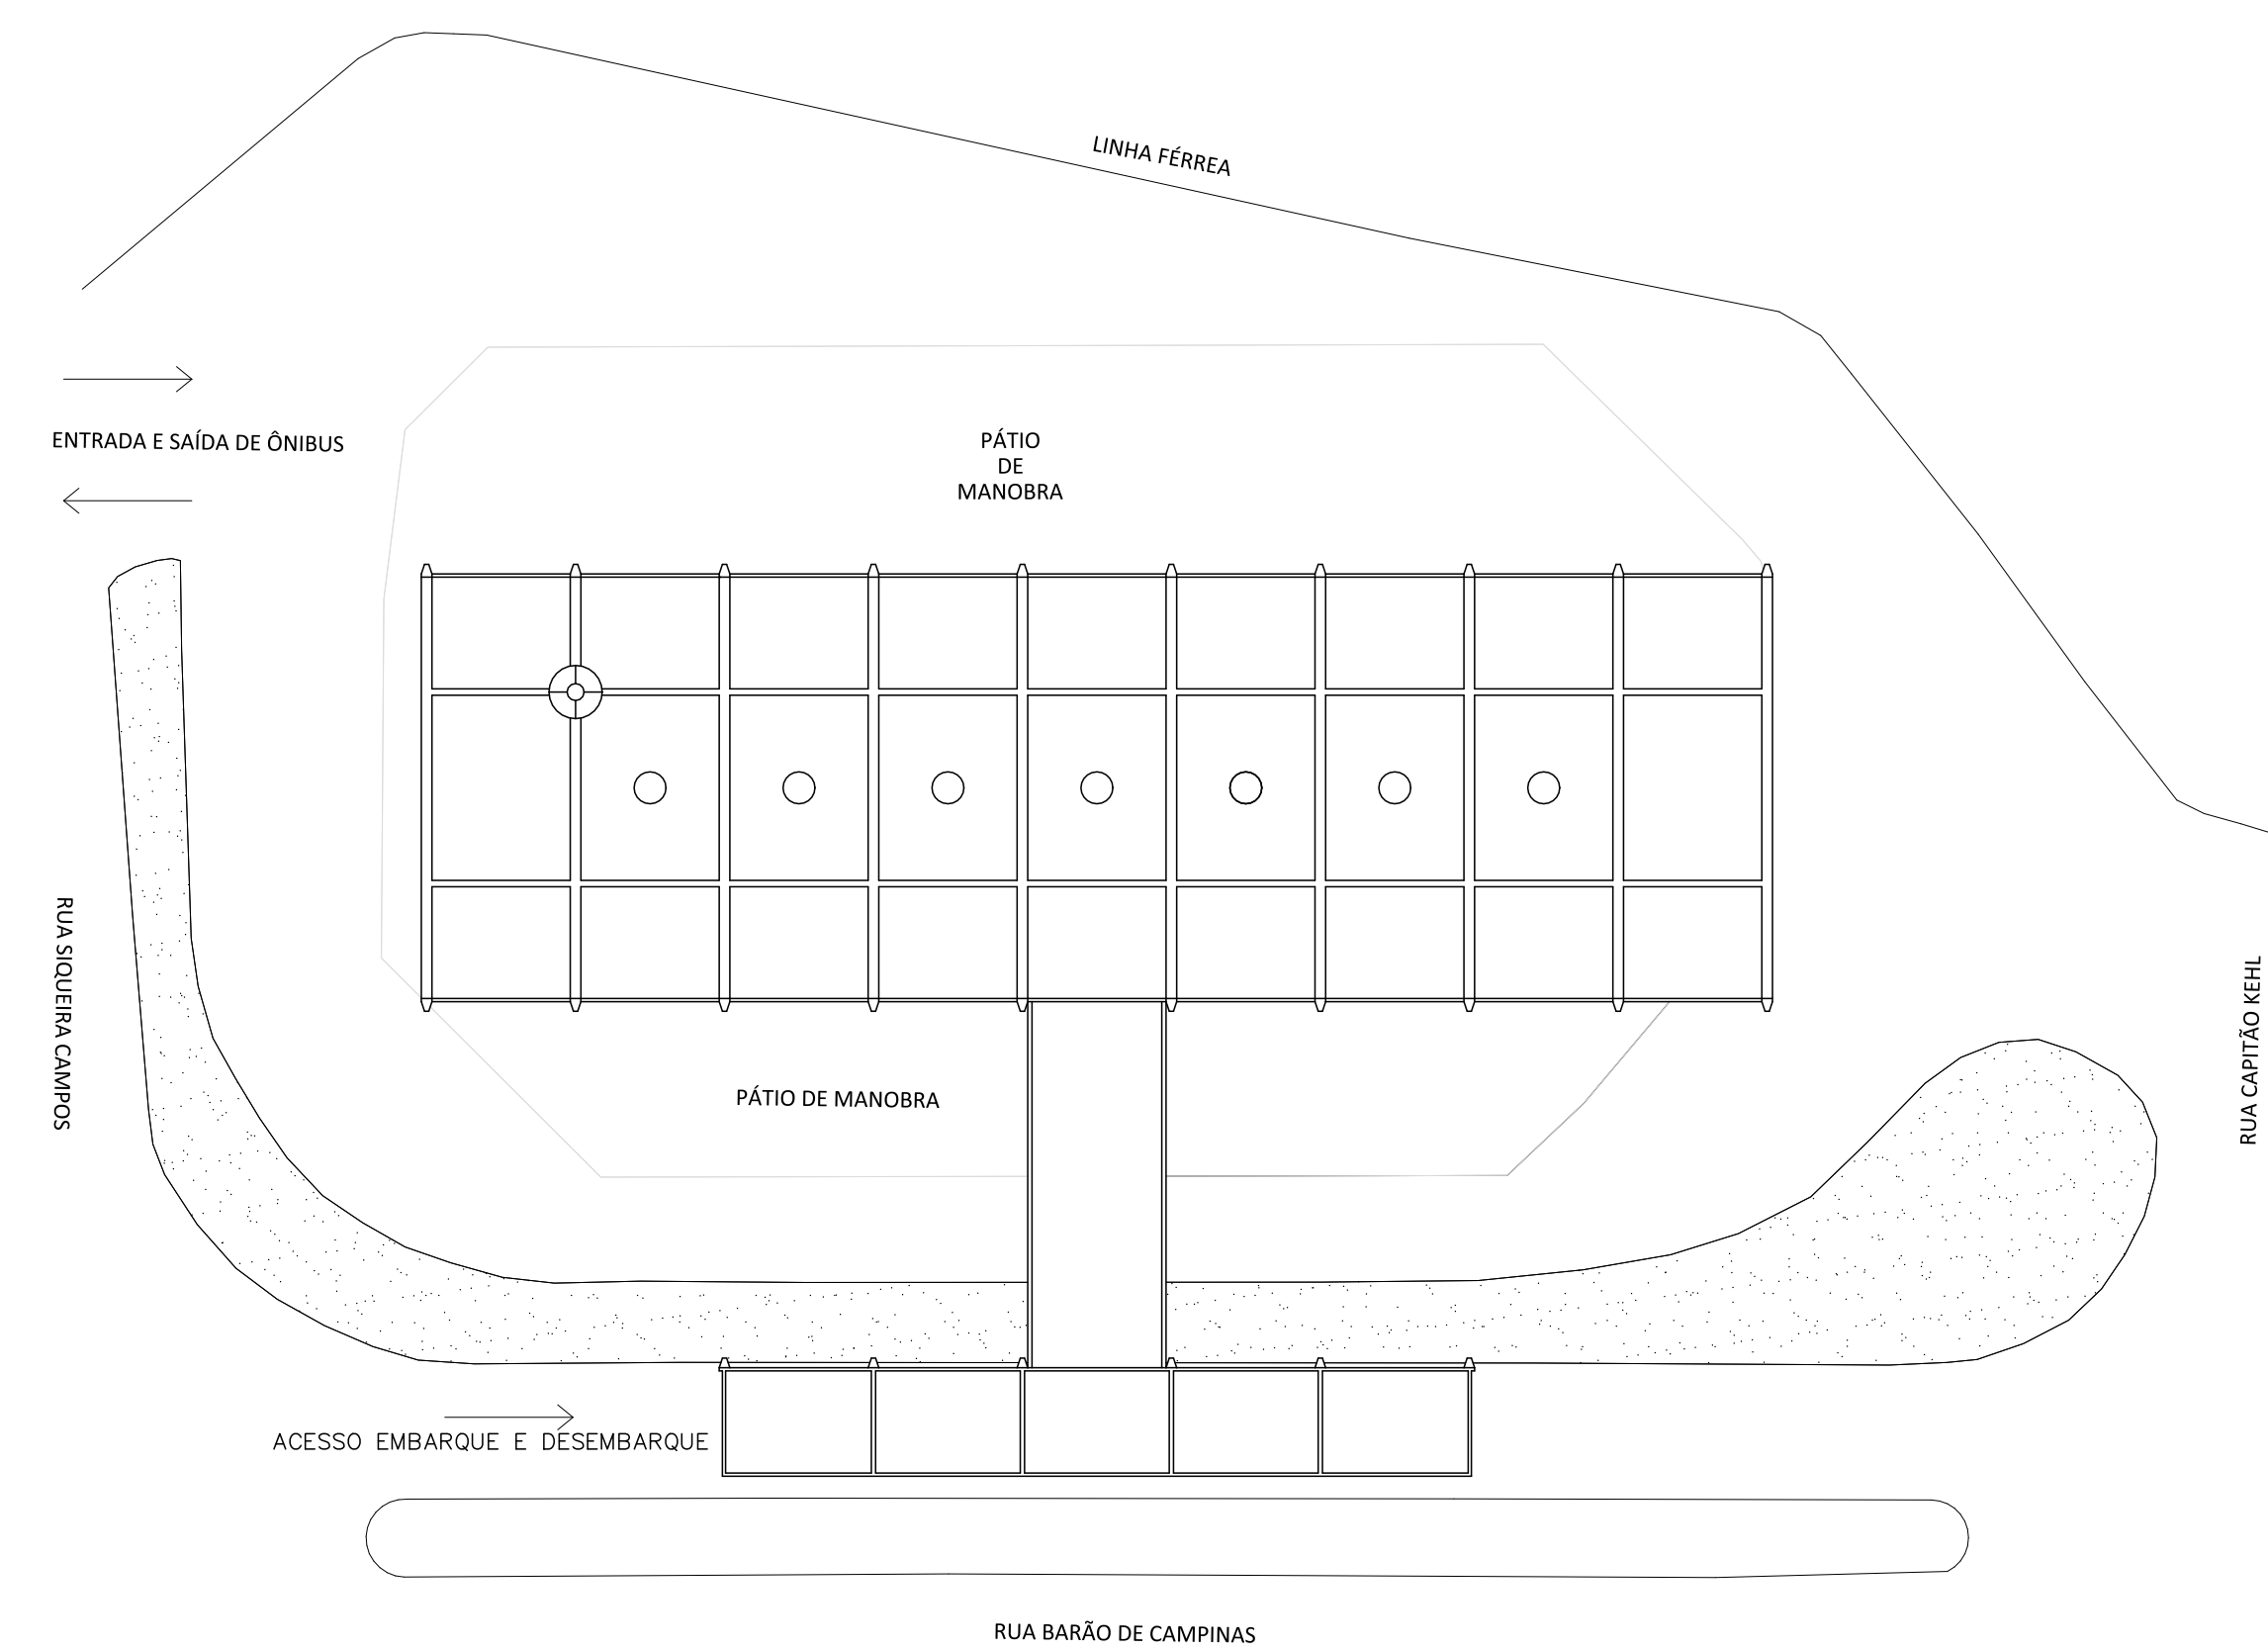 LINHA FÉRREA
ENTRADA E SAÍDA DE ÔNIBUS
PÁTIO
DE
MANOBRA
RUA SIQUEIRA CAMPOS
RUA CAPITÃO KEHL
PÁTIO DE MANOBRA
ACESSO EMBARQUE E DESEMBARQUE
RUA BARÃO DE CAMPINAS